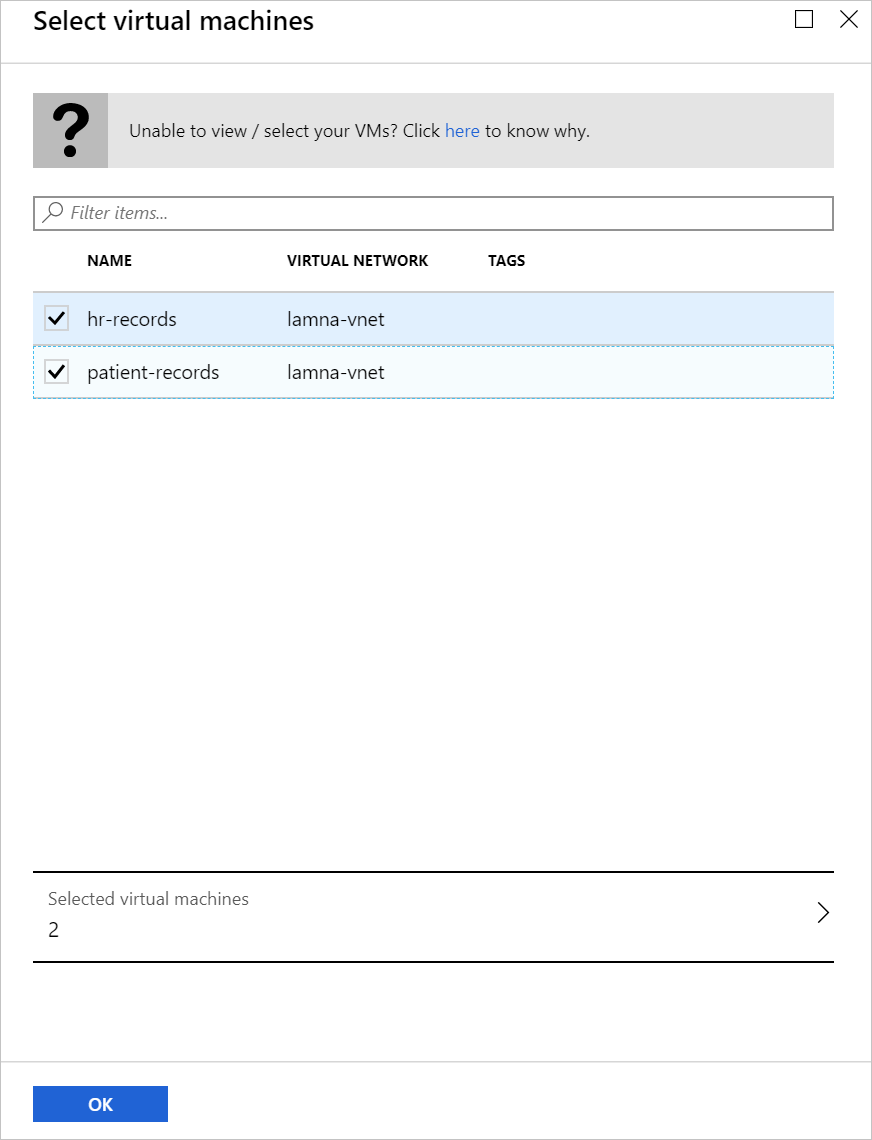 Select virtual machines
?
Unable to view / select your VMs? Click here to know why.
Filter items...
NAME VIRTUAL NETWORK TAGS
hr-records lamna-vnet
patient-records lamna-vnet
Selected virtual machines
2
OK